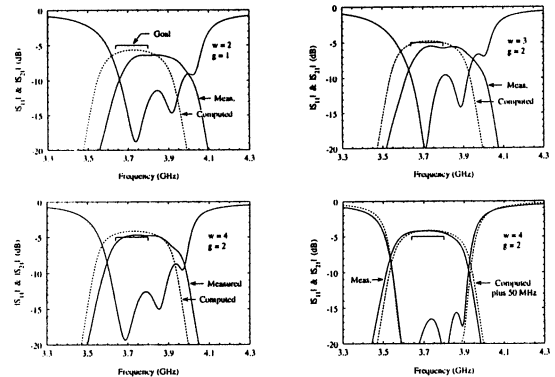 |S11| & |S21| (dB)
0
-5
-10
-15
-20
Goal
w = 2
g = 1
Meas.
Computed
3.1 3.3 3.5 3.7 3.9 4.1 4.3
Frequency (GHz)
|S11| & |S21| (dB)
0
-5
-10
-15
-20
w = 3
g = 2
Meas.
Computed
3.3 3.5 3.7 3.9 4.1 4.3
Frequency (GHz)
|S11| & |S21| (dB)
0
-5
-10
-15
-20
w = 4
g = 2
Measured
Computed
3.3 3.5 3.7 3.9 4.1 4.3
Frequency (GHz)
|S11| & |S21| (dB)
0
-5
-10
-15
-20
w = 4
g = 2
Meas.
Computed
plus 50 MHz
3.3 3.5 3.7 3.9 4.1 4.3
Frequency (GHz)